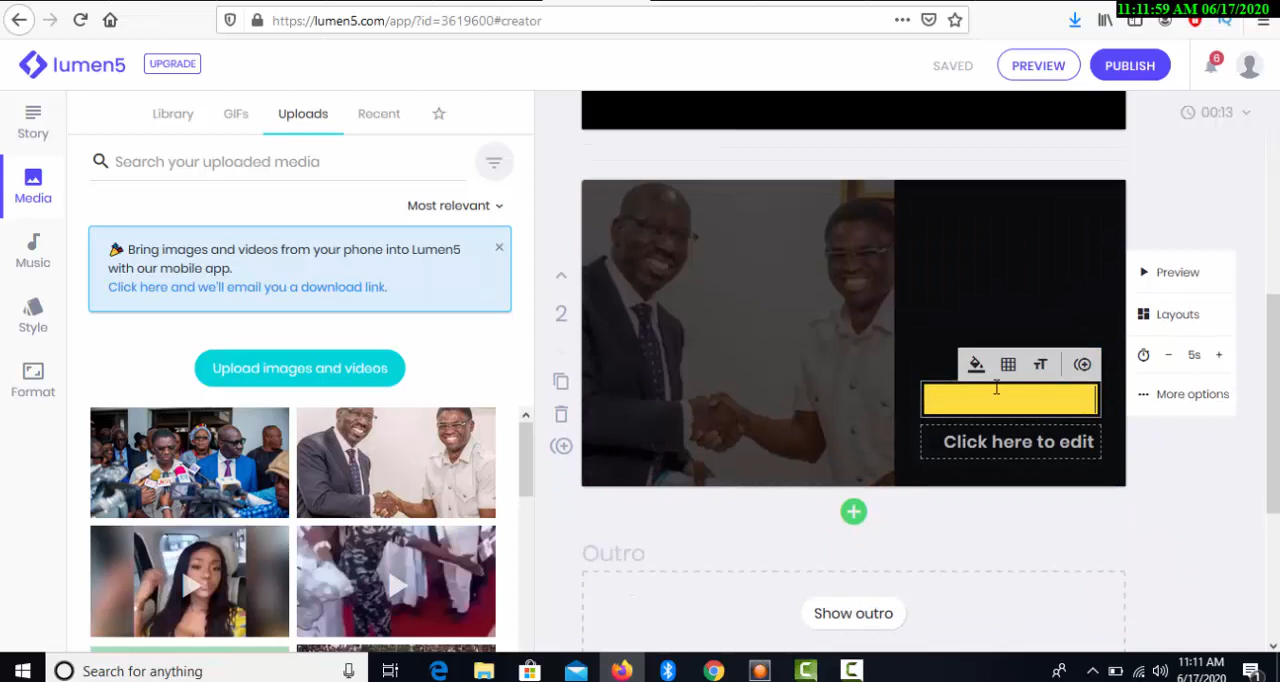 11:11:59 AM 06/17/2020
https://lumen5.com/app/?id=3619600#creator
lumen5
UPGRADE
SAVED
PREVIEW
PUBLISH
6
Story
Media
Music
Style
Format
Library
GIFs
Uploads
Recent
Search your uploaded media
Most relevant
Bring images and videos from your phone into Lumen5
with our mobile app.
Click here and we'll email you a download link.
Upload images and videos
00:13
2
Click here to edit
Preview
Layouts
− 5s +
More options
Outro
Show outro
Search for anything
11:11 AM
6/17/2020